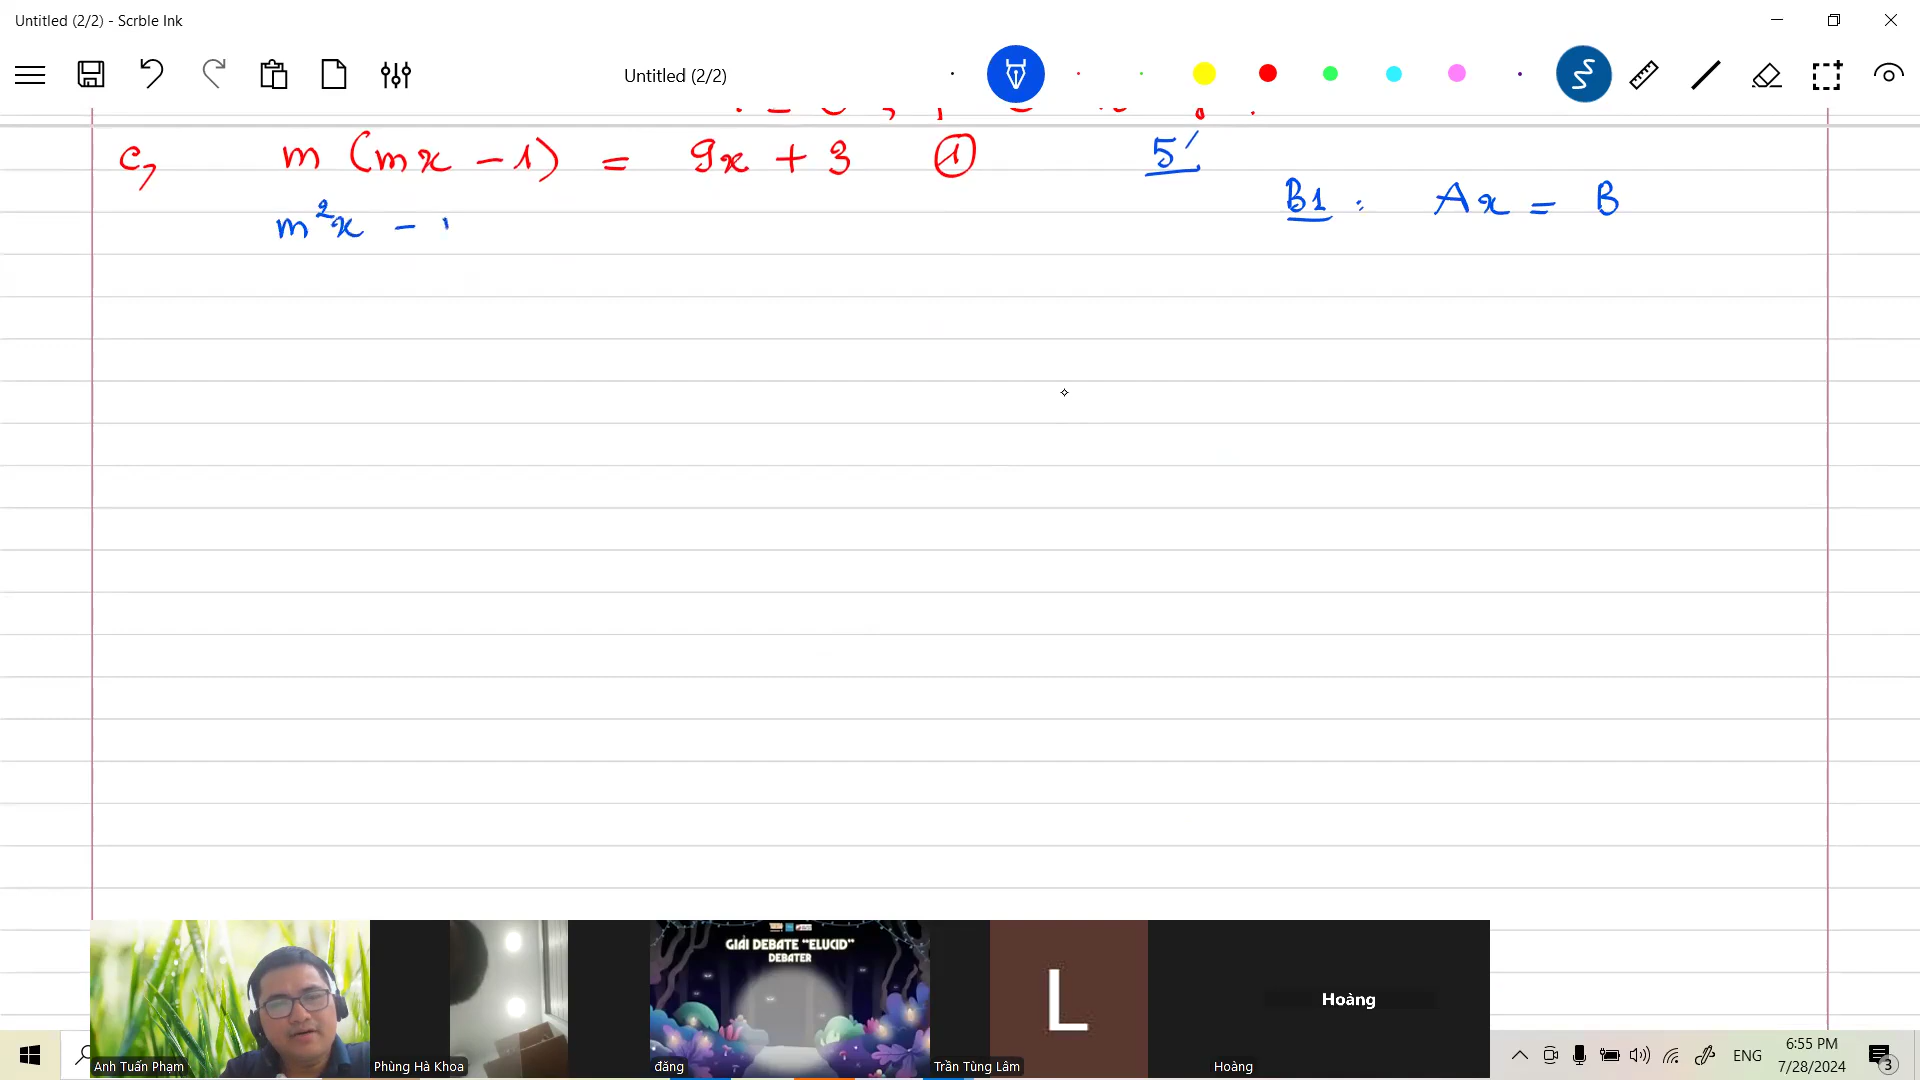 Untitled (2/2) - Scrble Ink
Untitled (2/2)
c, m (mx - 1) = 9x + 3 ① 5'
B1 : Ax = B
m²x -
GIẢI DEBATE "ELUCID"
DEBATER
L
Hoàng
Anh Tuấn Phạm
Phùng Hà Khoa
đăng
Trần Tùng Lâm
Hoàng
ENG
6:55 PM
7/28/2024
3